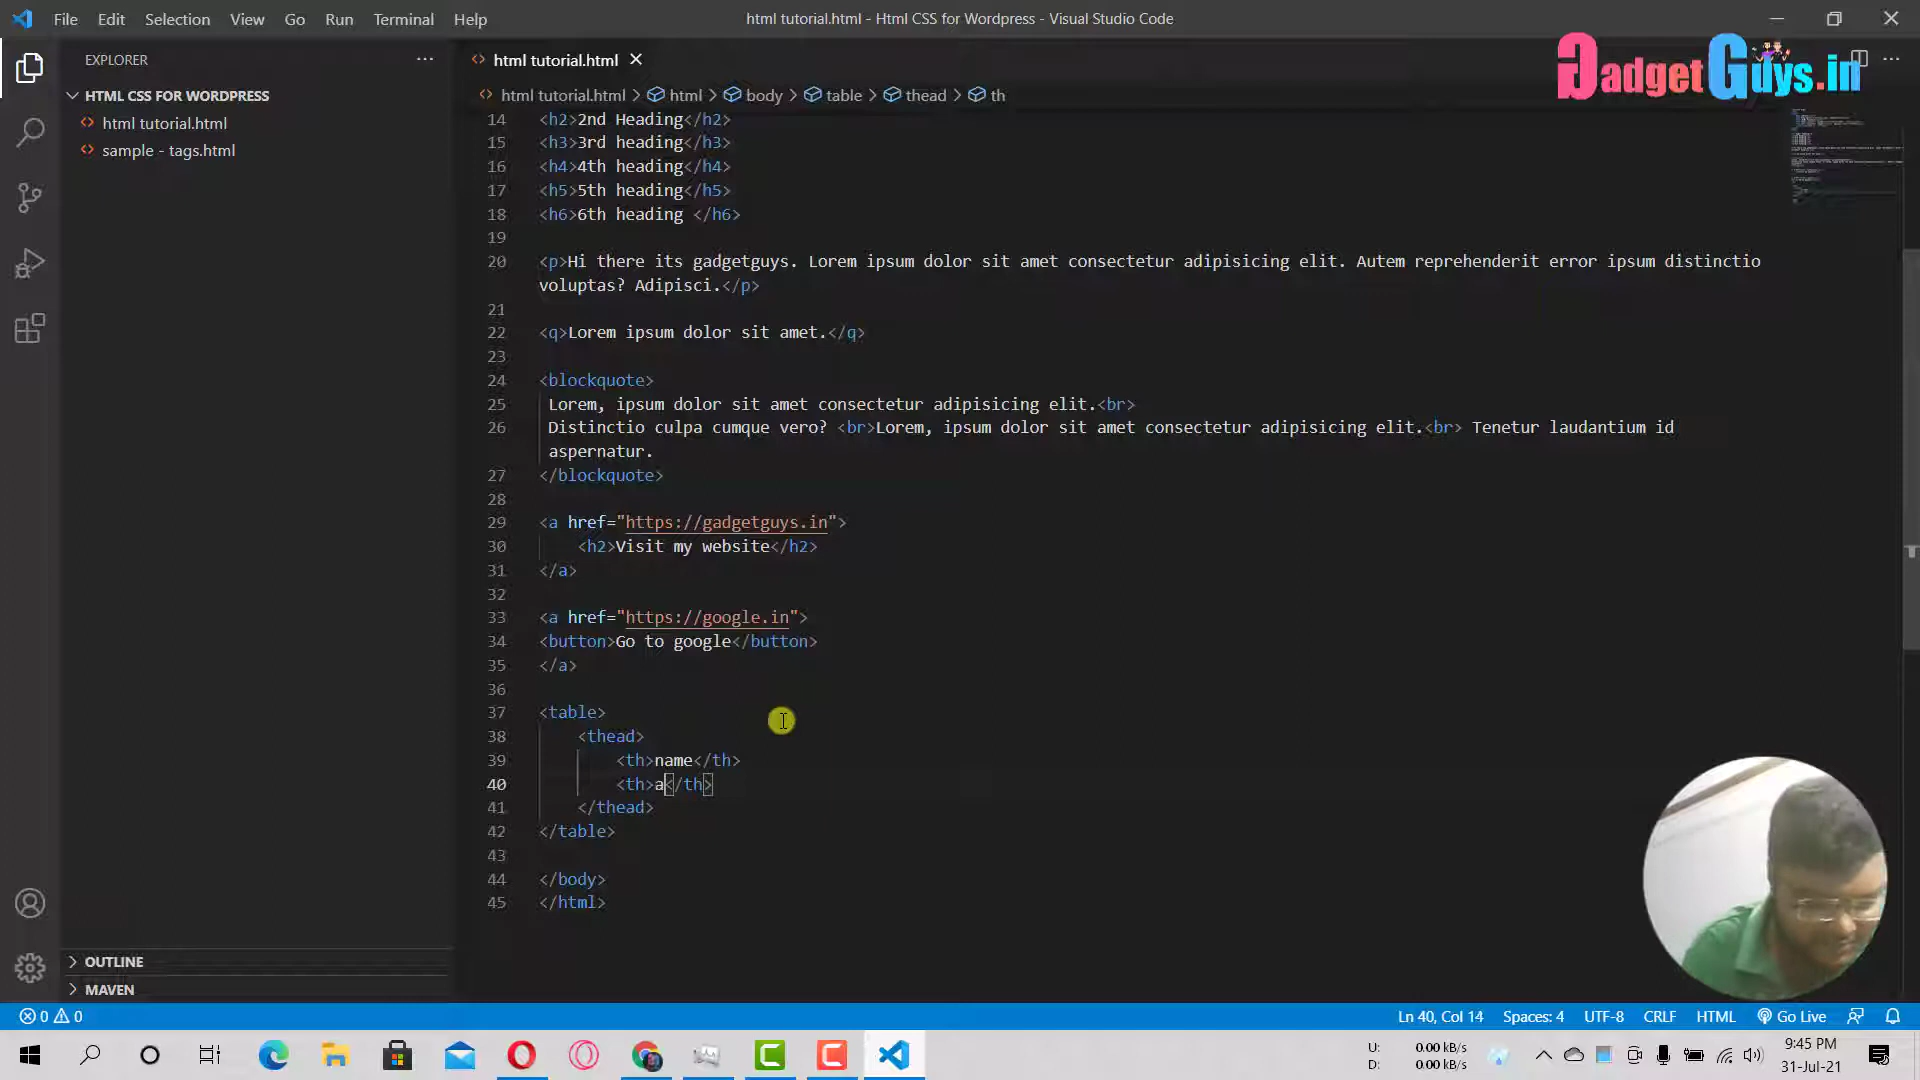 File Edit Selection View Go Run Terminal Help
html tutorial.html - Html CSS for Wordpress - Visual Studio Code
GadgetGuys.in
EXPLORER
HTML CSS FOR WORDPRESS
html tutorial.html
sample - tags.html
OUTLINE
MAVEN
html tutorial.html
html tutorial.html > html > body > table > thead > th
14 <h2>2nd Heading</h2>
15 <h3>3rd heading</h3>
16 <h4>4th heading</h4>
17 <h5>5th heading</h5>
18 <h6>6th heading </h6>
19
20 <p>Hi there its gadgetguys. Lorem ipsum dolor sit amet consectetur adipisicing elit. Autem reprehenderit error ipsum distinctio
voluptas? Adipisci.</p>
21
22 <q>Lorem ipsum dolor sit amet.</q>
23
24 <blockquote>
25 Lorem, ipsum dolor sit amet consectetur adipisicing elit.<br>
26 Distinctio culpa cumque vero? <br>Lorem, ipsum dolor sit amet consectetur adipisicing elit.<br> Tenetur laudantium id
aspernatur.
27 </blockquote>
28
29 <a href="https://gadgetguys.in">
30 <h2>Visit my website</h2>
31 </a>
32
33 <a href="https://google.in">
34 <button>Go to google</button>
35 </a>
36
37 <table>
38 <thead>
39 <th>name</th>
40 <th>a</th>
41 </thead>
42 </table>
43
44 </body>
45 </html>
0 0
Ln 40, Col 14 Spaces: 4 UTF-8 CRLF HTML Go Live
U: 0.00 kB/s
D: 0.00 kB/s
9:45 PM
31-Jul-21